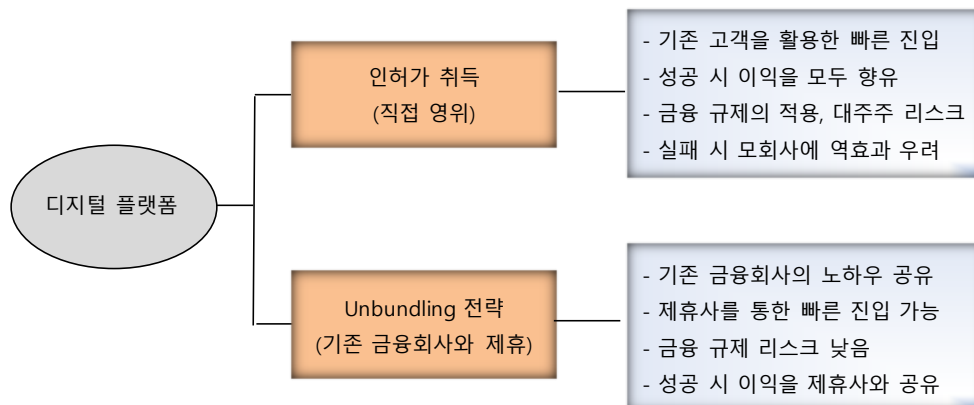 디지털 플랫폼
인허가 취득
(직접 영위)
- 기존 고객을 활용한 빠른 진입
- 성공 시 이익을 모두 향유
- 금융 규제의 적용, 대주주 리스크
- 실패 시 모회사에 역효과 우려
Unbundling 전략
(기존 금융회사와 제휴)
- 기존 금융회사의 노하우 공유
- 제휴사를 통한 빠른 진입 가능
- 금융 규제 리스크 낮음
- 성공 시 이익을 제휴사와 공유